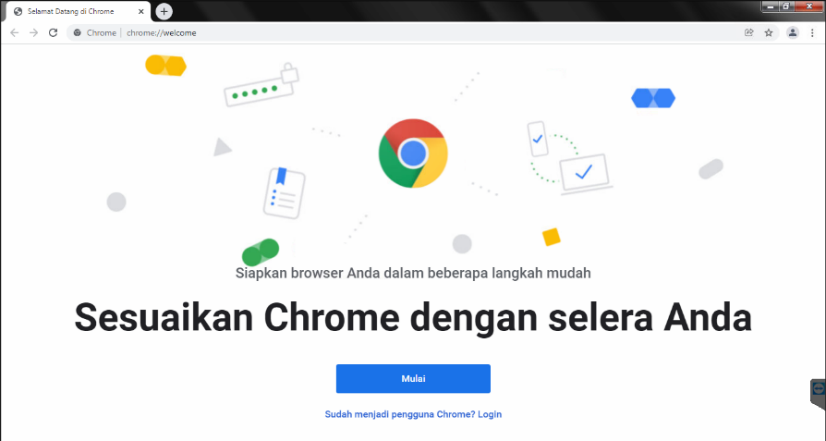 Selamat Datang di Chrome
Chrome | chrome://welcome
Siapkan browser Anda dalam beberapa langkah mudah
Sesuaikan Chrome dengan selera Anda
Mulai
Sudah menjadi pengguna Chrome? Login